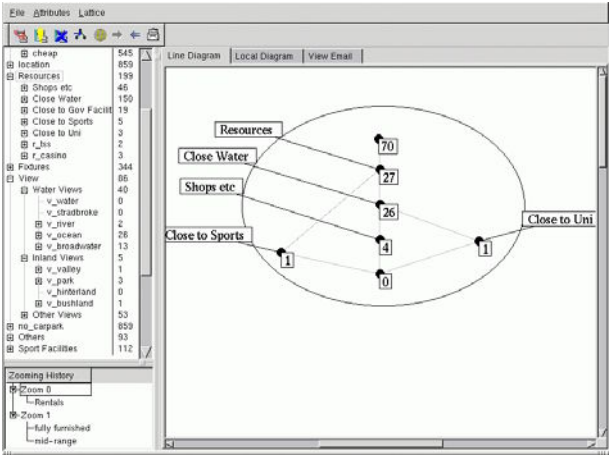 File Attributes Lattice
cheap 545
location 859
Resources 199
Shops etc 46
Close Water 150
Close to Gov Facilit 19
Close to Sports 5
Close to Uni 3
r_bss 2
r_casino 3
Fixtures 344
View 86
Water Views 40
v_water 0
v_stradbroke 0
v_river 2
v_ocean 26
v_broadwater 13
Inland Views 5
v_valley 1
v_park 3
v_hinterland 0
v_bushland 1
Other Views 53
no_carpark 859
Others 93
Sport Facilities 112
Zooming History
Zoom 0
Rentals
Zoom 1
fully furnished
mid-range
Line Diagram Local Diagram View Email
Resources
70
Close Water
27
Shops etc
26
Close to Uni
Close to Sports
4
1
1
0